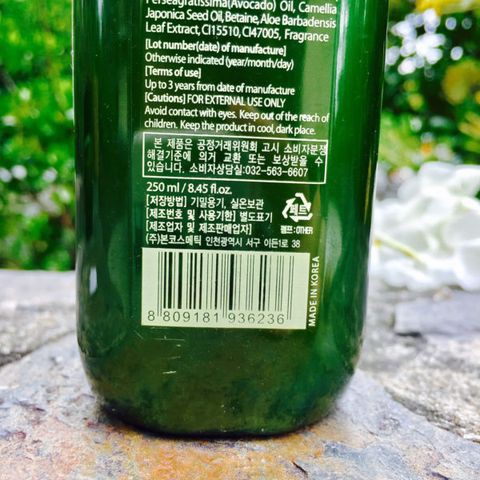 Perseagratissima(Avocado) Oil, Camellia
Japonica Seed Oil, Betaine, Aloe Barbadensis
Leaf Extract, CI15510, CI47005, Fragrance
[Lot number(date) of manufacture]
Otherwise indicated (year/month/day)
[Terms of use]
Up to 3 years from date of manufacture
[Cautions] FOR EXTERNAL USE ONLY
Avoid contact with eyes. Keep out of the reach of
children. Keep the product in cool, dark place.
본 제품은 공정거래위원회 고시 소비자분쟁
해결기준에 의거 교환 또는 보상받을 수
있습니다. 소비자상담실:032-563-6607
250 ml / 8.45 fl.oz.
[저장방법] 기밀용기, 실온보관
[제조번호 및 사용기한] 별도표기
[제조업자 및 제조판매업자]
(주)본코스메틱 인천광역시 서구 이든1로 38
펌프:OTHER
MADE IN KOREA
8 809181 936236